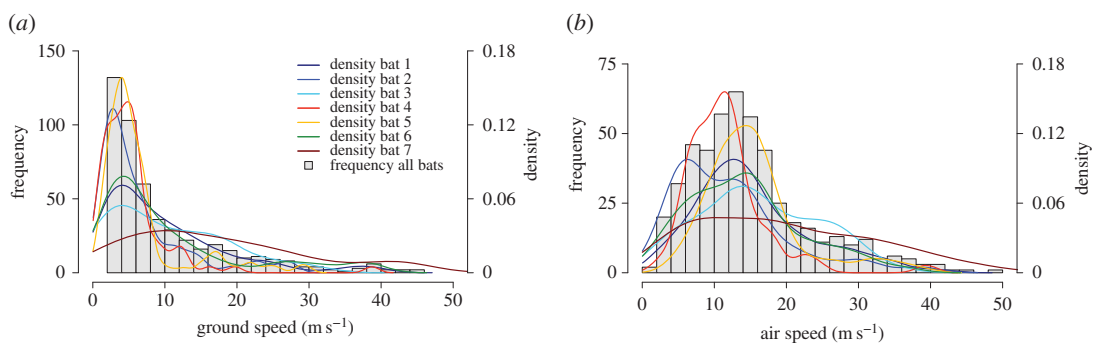 (a)
150
100
50
0
frequency
0.18
0.12
0.06
0
density
density bat 1
density bat 2
density bat 3
density bat 4
density bat 5
density bat 6
density bat 7
frequency all bats
0 10 20 30 40 50
ground speed (m s⁻¹)
(b)
75
50
25
0
frequency
0.18
0.12
0.06
0
density
0 10 20 30 40 50
air speed (m s⁻¹)